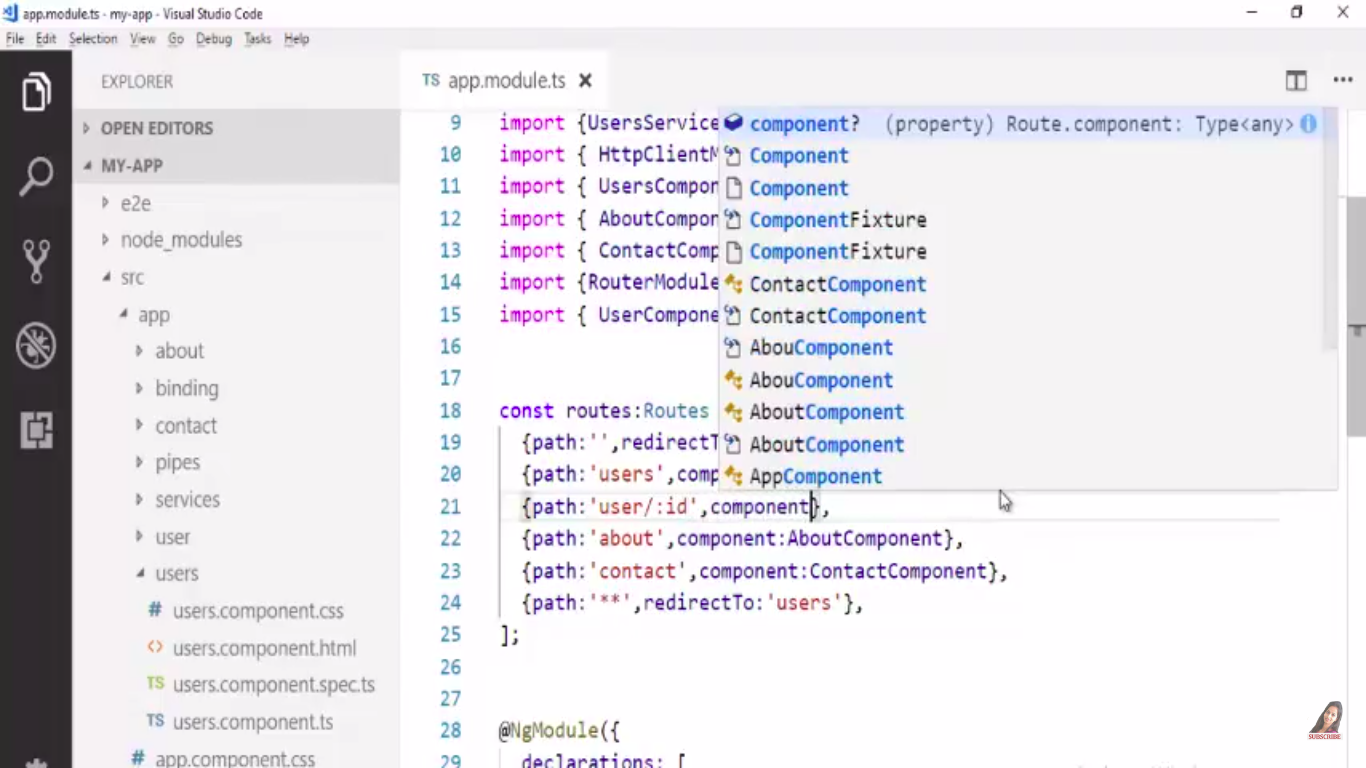 app.module.ts - my-app - Visual Studio Code
File Edit Selection View Go Debug Tasks Help
EXPLORER
OPEN EDITORS
MY-APP
e2e
node_modules
src
app
about
binding
contact
pipes
services
user
users
# users.component.css
<> users.component.html
TS users.component.spec.ts
TS users.component.ts
# app.component.css
TS app.module.ts
9 import {UsersService
10 import { HttpClientM
11 import { UsersCompon
12 import { AboutCompon
13 import { ContactComp
14 import {RouterModule
15 import { UserCompone
16
17
18 const routes:Routes
19 {path:'',redirectT
20 {path:'users',comp
21 {path:'user/:id',component},
22 {path:'about',component:AboutComponent},
23 {path:'contact',component:ContactComponent},
24 {path:'**',redirectTo:'users'},
25 ];
26
27
28 @NgModule({
29 declarations: [
component? (property) Route.component: Type<any>
Component
Component
ComponentFixture
ComponentFixture
ContactComponent
ContactComponent
AbouComponent
AbouComponent
AboutComponent
AboutComponent
AppComponent
SUBSCRIBE